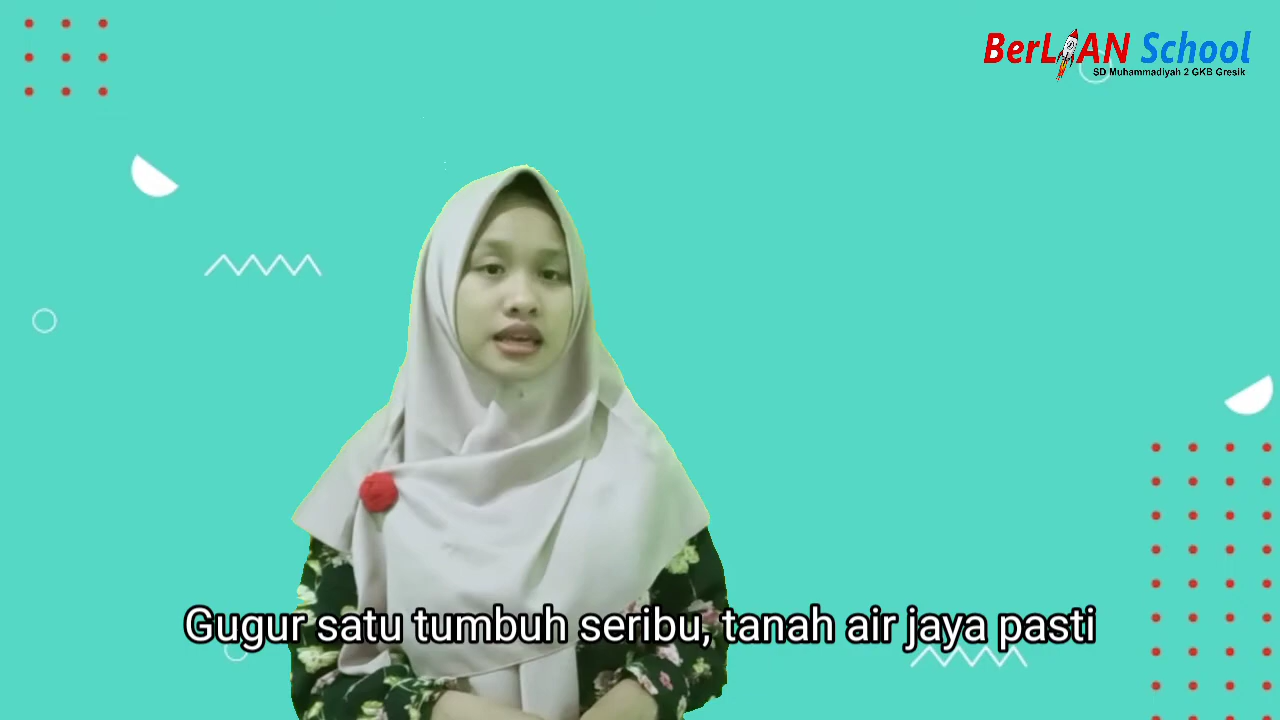 BerLIAN School
SD Muhammadiyah 2 GKB Gresik
Gugur satu tumbuh seribu, tanah air jaya pasti